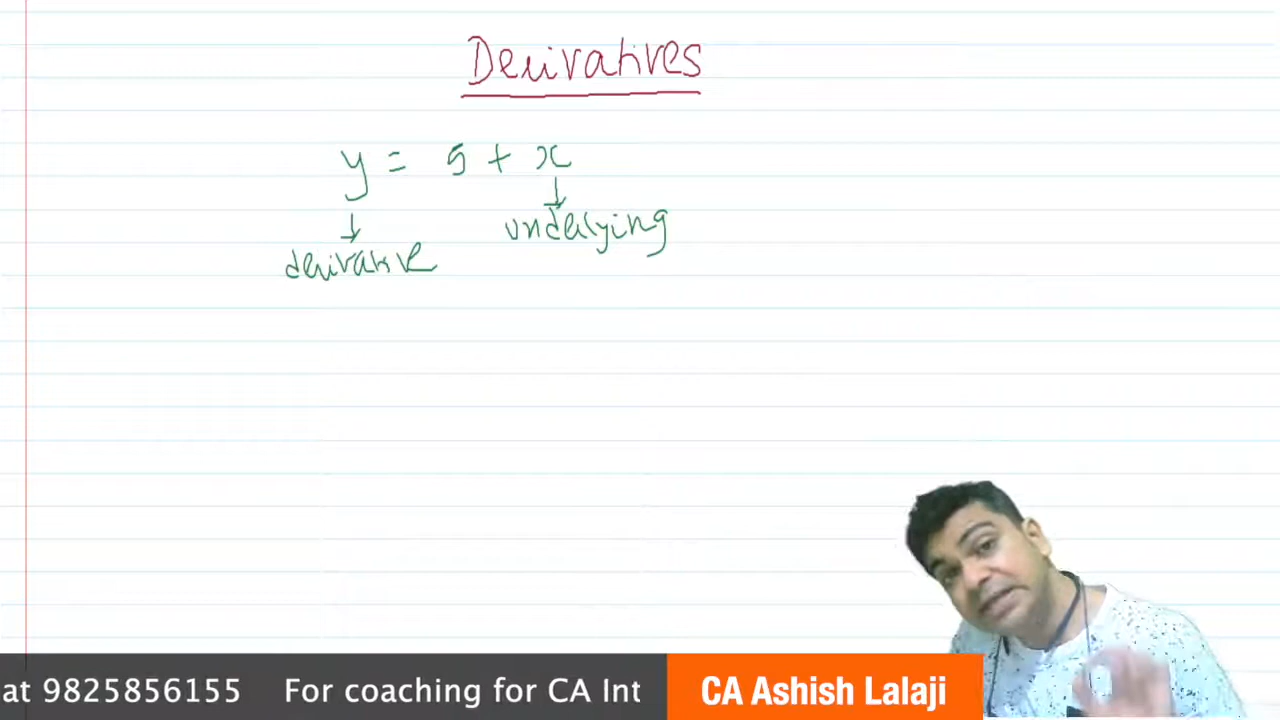 Derivatives
y = 5 + x
↓ ↓
derivative underlying
at 9825856155 For coaching for CA Int
CA Ashish Lalaji